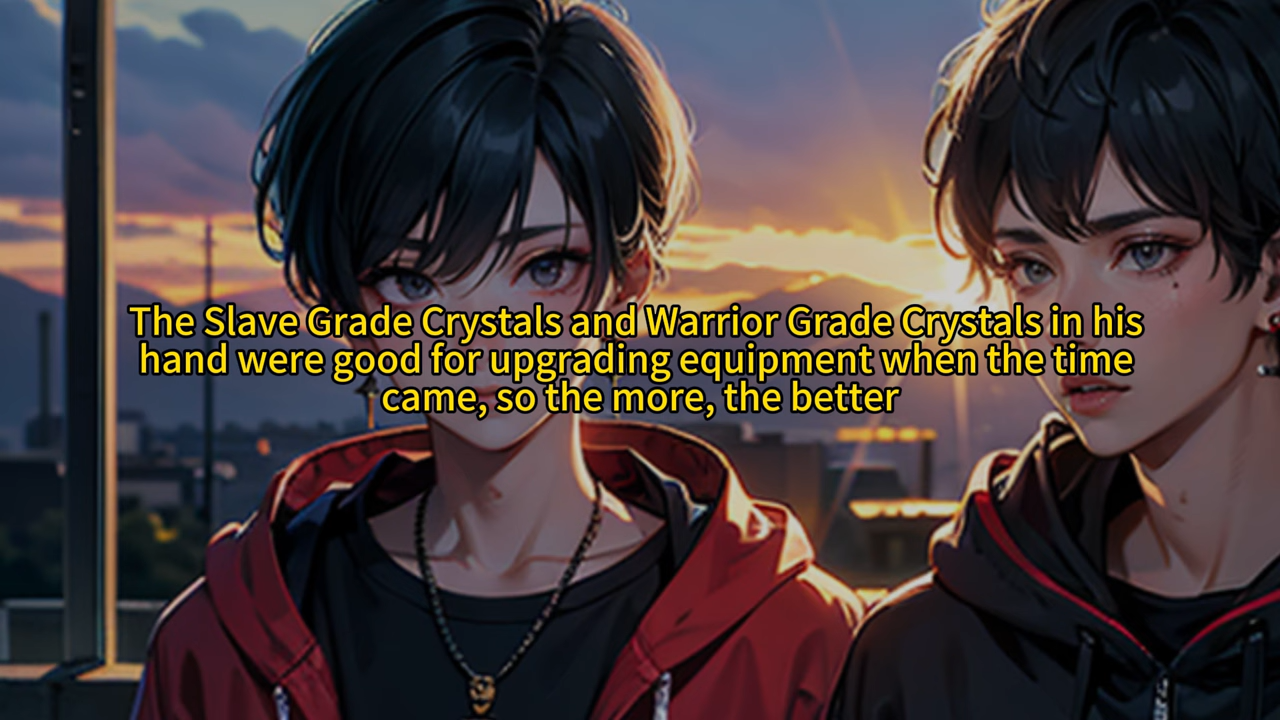 The Slave Grade Crystals and Warrior Grade Crystals in his
hand were good for upgrading equipment when the time
came, so the more, the better